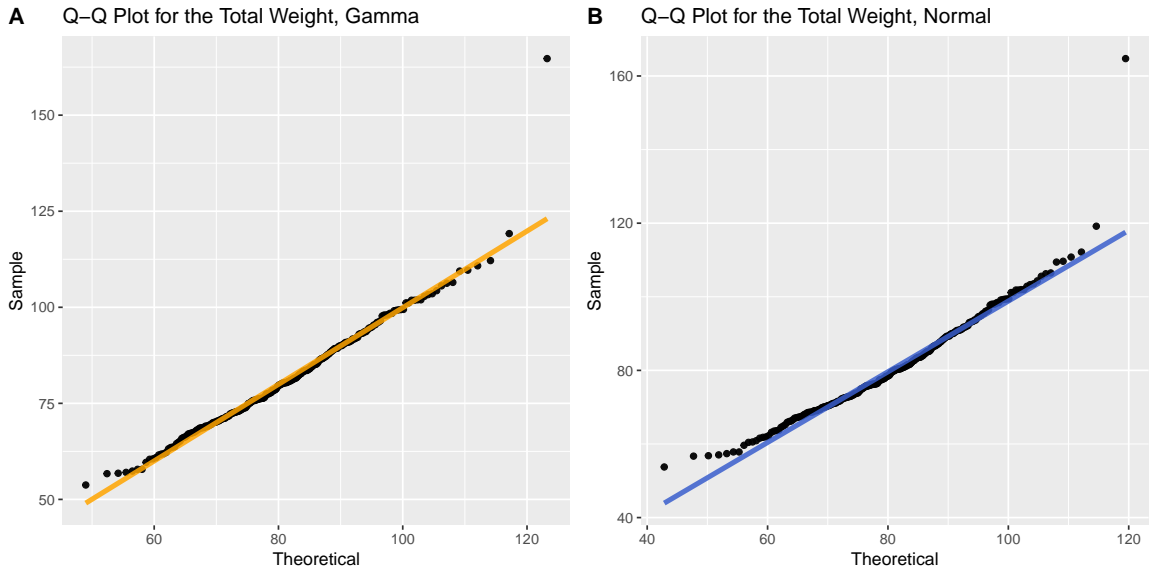 A
Q−Q Plot for the Total Weight, Gamma
150
125
100
75
50
Sample
60
80
100
120
Theoretical
B
Q−Q Plot for the Total Weight, Normal
160
120
80
40
Sample
40
60
80
100
120
Theoretical